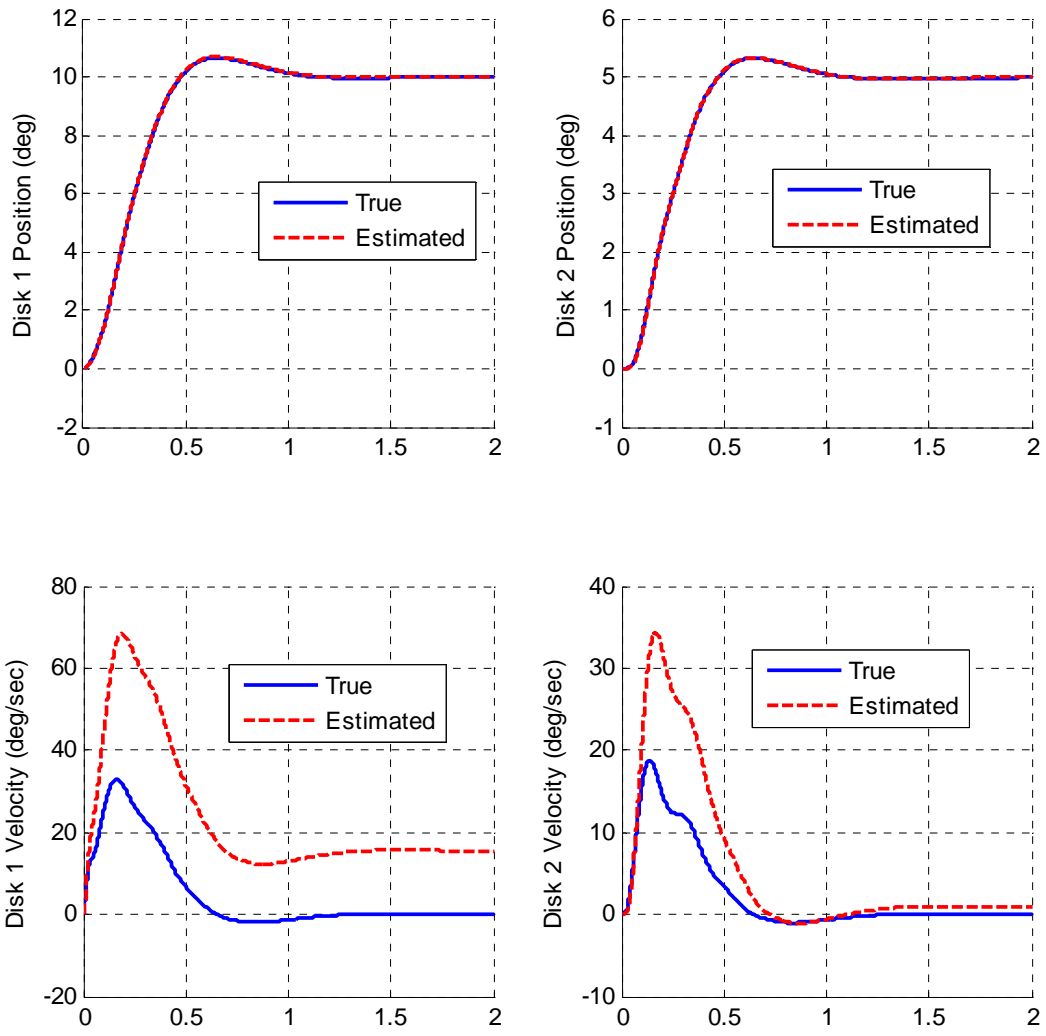 12
10
8
6
4
2
0
-2
Disk 1 Position (deg)
True
Estimated
0 0.5 1 1.5 2
6
5
4
3
2
1
0
-1
Disk 2 Position (deg)
True
Estimated
0 0.5 1 1.5 2
80
60
40
20
0
-20
Disk 1 Velocity (deg/sec)
True
Estimated
0 0.5 1 1.5 2
40
30
20
10
0
-10
Disk 2 Velocity (deg/sec)
True
Estimated
0 0.5 1 1.5 2